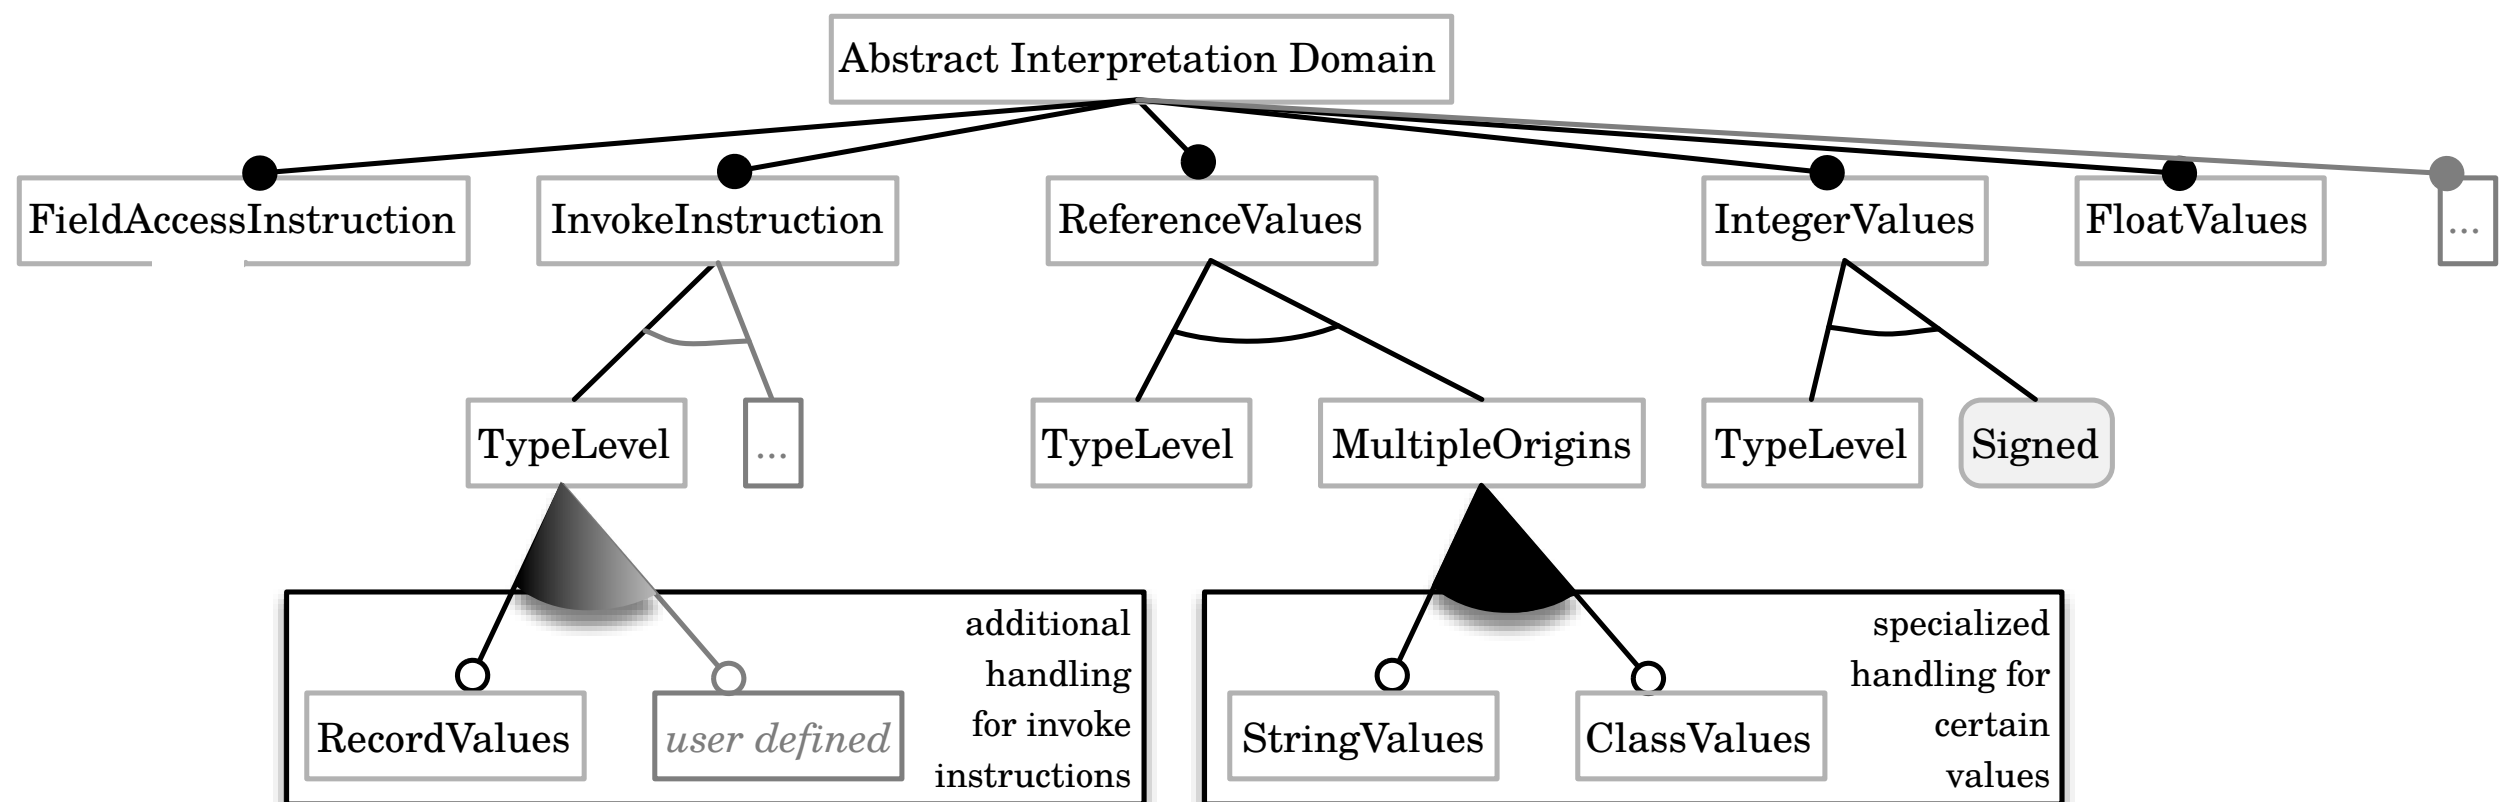 Abstract Interpretation Domain
FieldAccessInstruction
InvokeInstruction
ReferenceValues
IntegerValues
FloatValues
...
TypeLevel
...
TypeLevel
MultipleOrigins
TypeLevel
Signed
additional
handling
for invoke
instructions
RecordValues
user defined
specialized
handling for
certain
values
StringValues
ClassValues